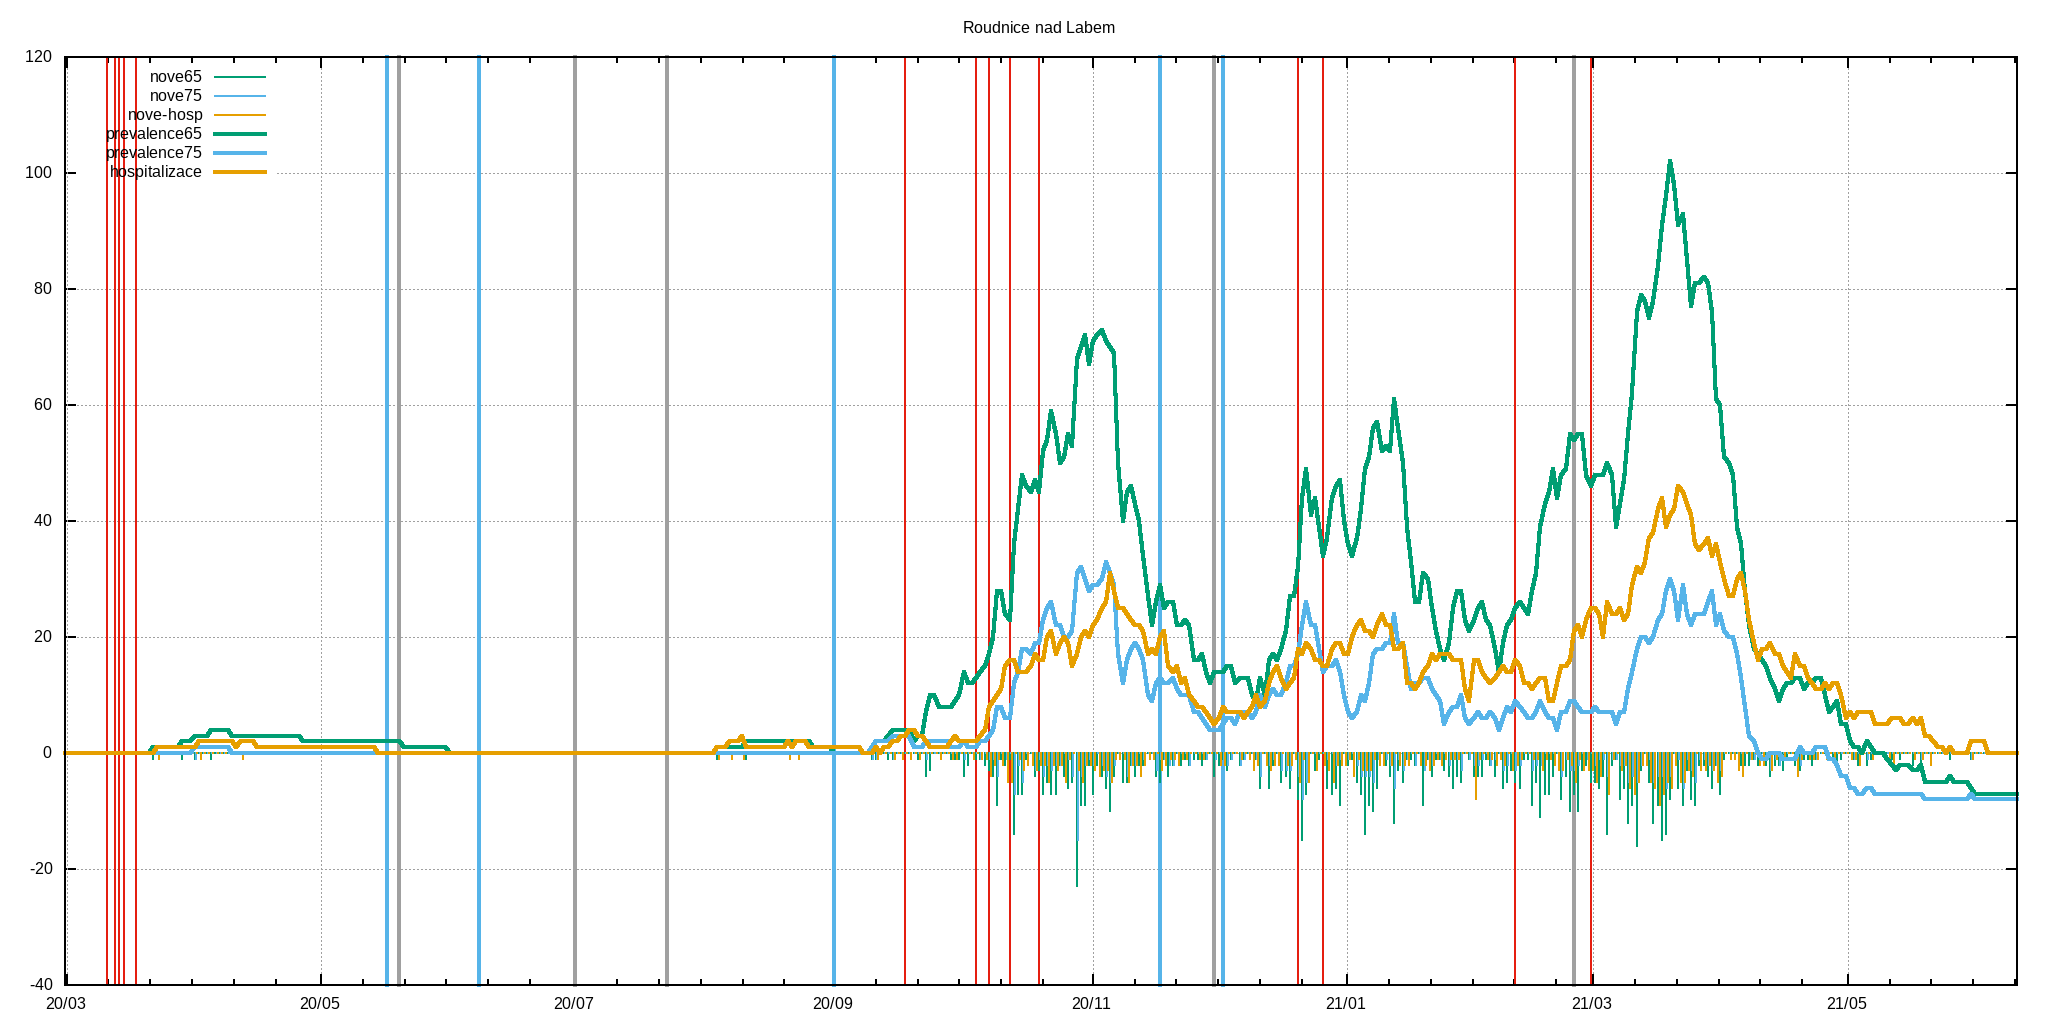 Roudnice nad Labem
120
100
80
60
40
20
0
-20
-40
nove65
nove75
nove-hosp
prevalence65
prevalence75
hospitalizace
20/03 20/05 20/07 20/09 20/11 21/01 21/03 21/05